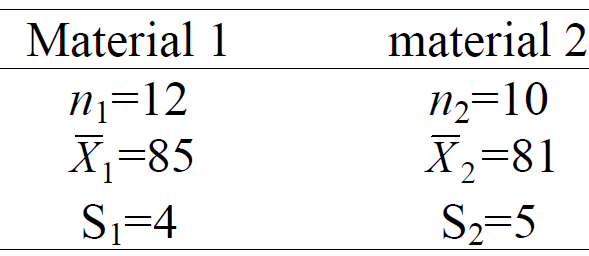 Material 1 material 2
n₁=12 n₂=10
X̅₁=85 X̅₂=81
S₁=4 S₂=5